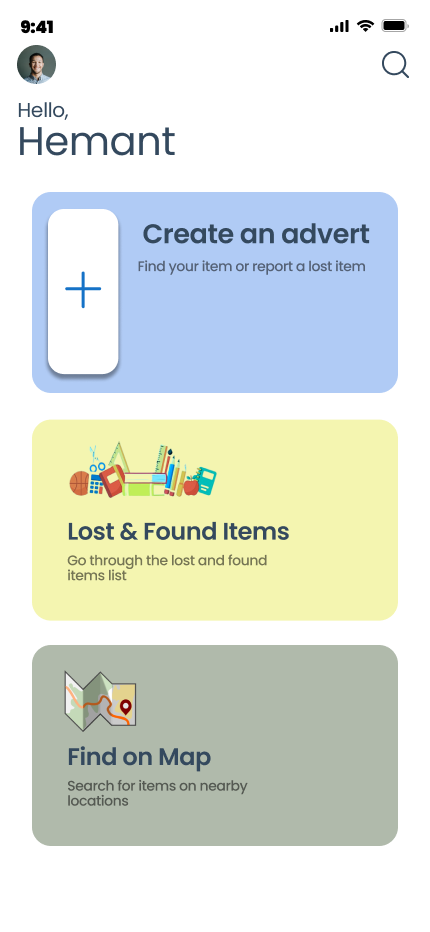 9:41
Hello,
Hemant
Create an advert
Find your item or report a lost item
Lost & Found Items
Go through the lost and found
items list
Find on Map
Search for items on nearby
locations